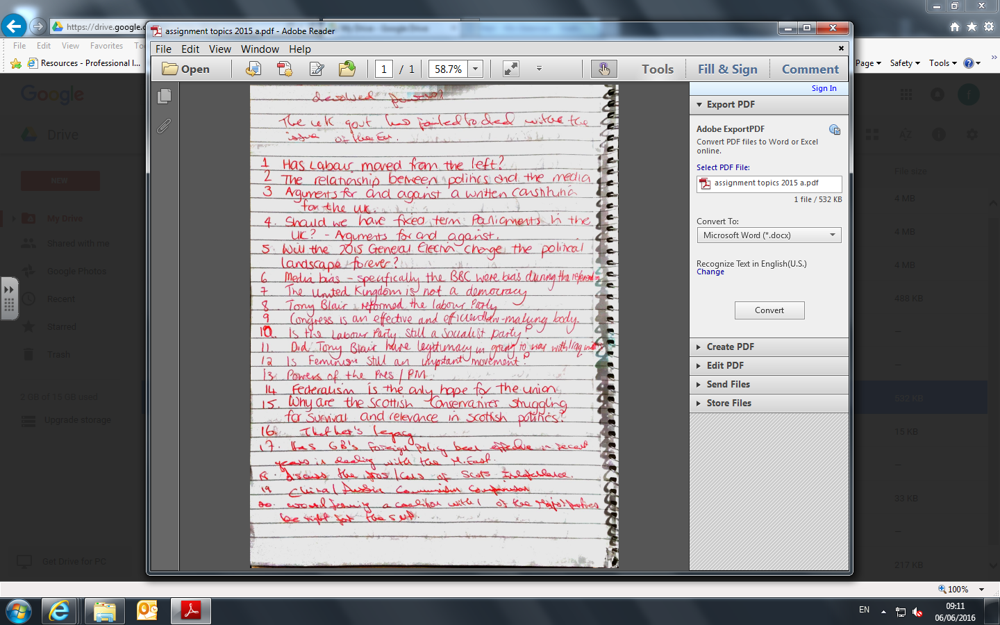 https://drive.google.c
assignment topics 2015 a.pdf - Adobe Reader
File Edit View Favorites To
File Edit View Window Help
Resources - Professional I...
Page Safety Tools
Open 1 / 1 58.7% Tools Fill & Sign Comment
Sign In
Google
Drive
NEW
My Drive
Shared with me
Google Photos
Recent
Starred
Trash
2 GB of 15 GB used
Upgrade storage
Get Drive for PC
devolved powers?
The UK govt has failed to deal with the
issue of the EU.
1 Has Labour moved from the left?
2 The relationship between politics and the media
3 Arguments for and against a written constitution
for the UK.
4. Should we have fixed term Parliaments in the
UK? - Arguments for and against.
5. Will the 2015 General Election change the political
landscape forever?
6 Media bias - specifically the BBC were bias during the referendum
7 The United Kingdom is not a democracy
8 Tony Blair reformed the labour Party
9 Congress is an effective and efficient law-making body.
10. Is the Labour Party still a socialist party?
11. Did Tony Blair have legitimacy in going to war with Iraq
12 Is Feminism still an important movement?
13 Powers of the Pres / PM.
14 Federalism is the only hope for the union
15. Why are the Scottish Conservatives struggling
for survival and relevance in Scottish politics?
16. Thatcher's legacy.
17. Has GB's Foreign Policy been effective in recent
years in dealing with the M.East.
18. discuss the pros/cons of Scots Independence.
19 China/Russia Communism Comparison
20. would forming a coalition with 1 of the major parties
be right for the SNP.
Export PDF
Adobe ExportPDF
Convert PDF files to Word or Excel
online.
Select PDF File:
assignment topics 2015 a.pdf
1 file / 532 KB
Convert To:
Microsoft Word (*.docx)
Recognize Text in English(U.S.)
Change
Convert
Create PDF
Edit PDF
Send Files
Store Files
File size
4 MB
4 MB
4 MB
488 KB
532 KB
15 KB
33 KB
217 KB
100%
EN
09:11
06/06/2016